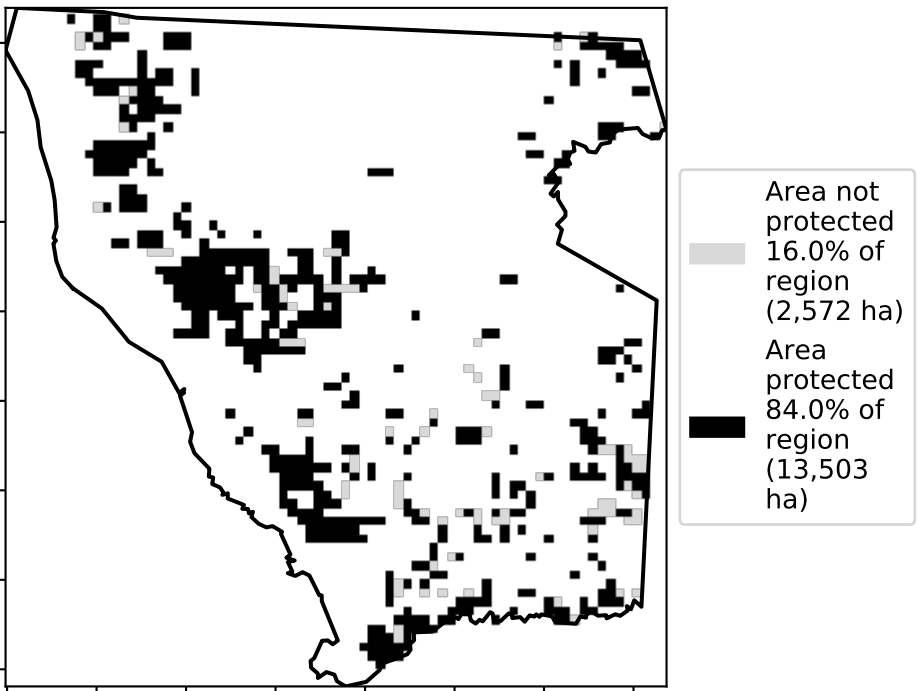 Area not
protected
16.0% of
region
(2,572 ha)
Area
protected
84.0% of
region
(13,503
ha)